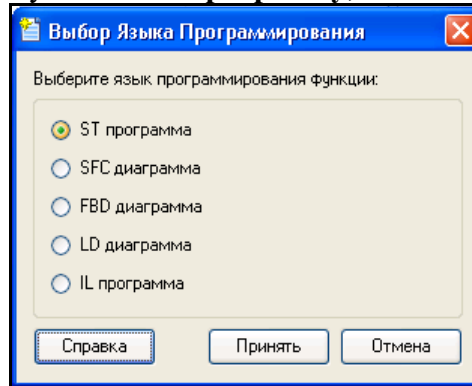 Выбор Языка Программирования
Выберите язык программирования функции:
ST программа
SFC диаграмма
FBD диаграмма
LD диаграмма
IL программа
Справка Принять Отмена